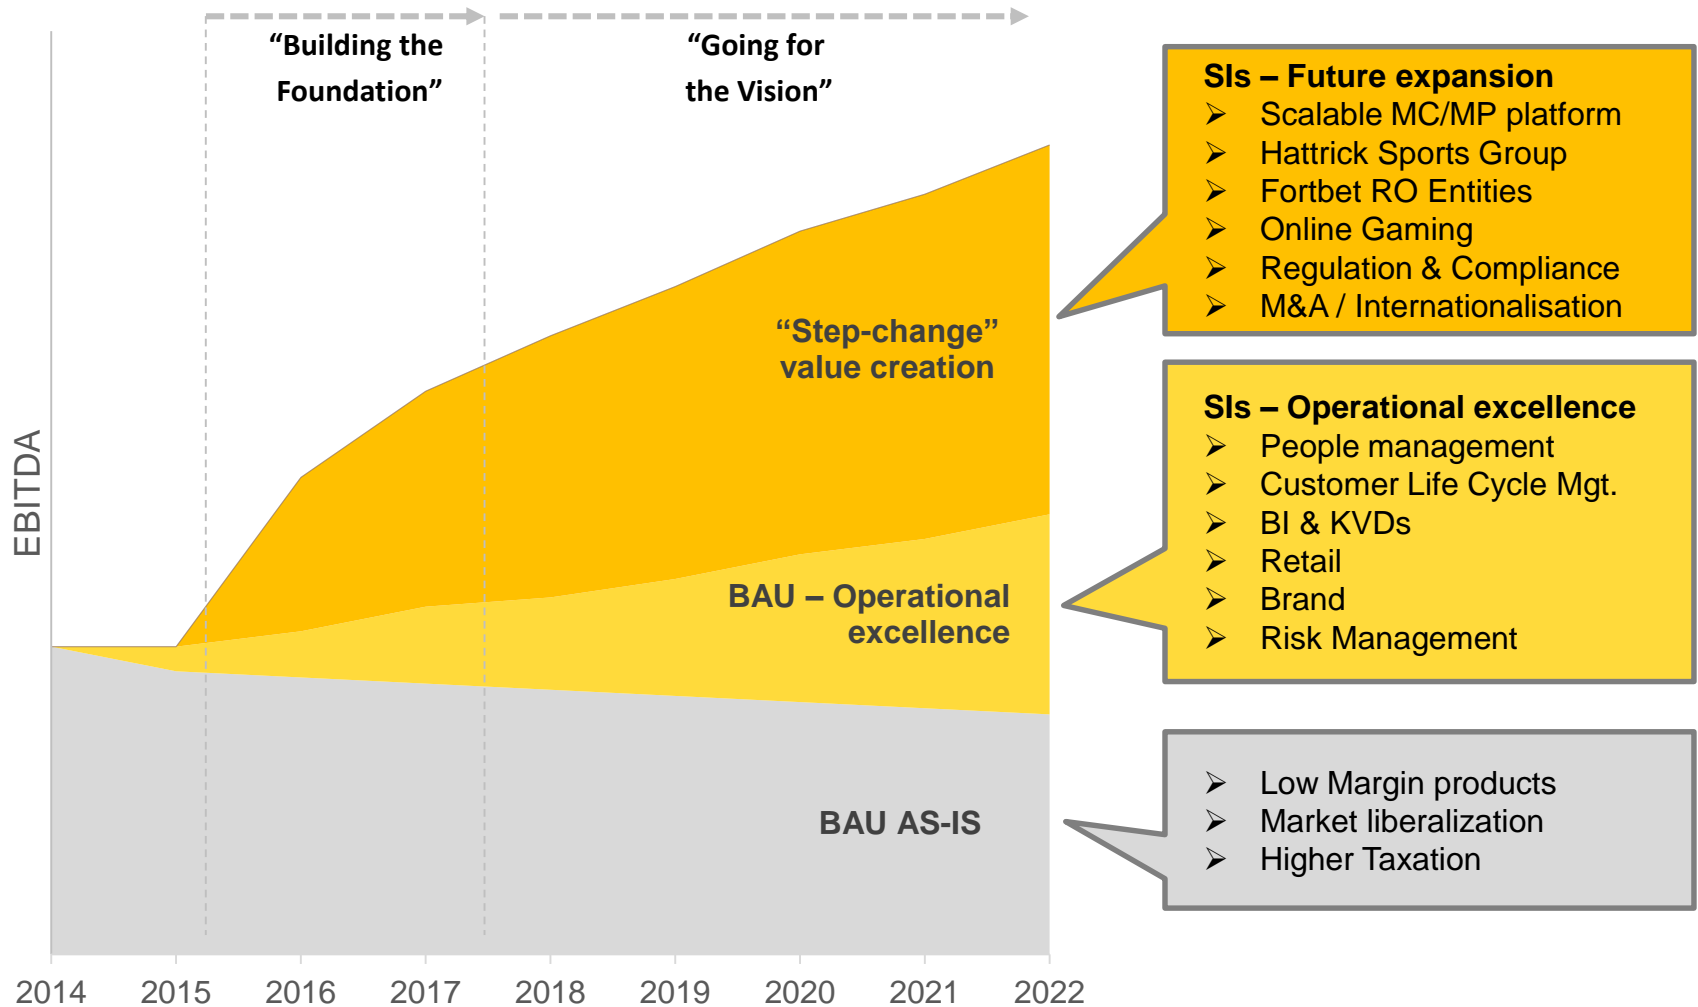 “Building the
Foundation”
“Going for
the Vision”
SIs – Future expansion
➢ Scalable MC/MP platform
➢ Hattrick Sports Group
➢ Fortbet RO Entities
➢ Online Gaming
➢ Regulation & Compliance
➢ M&A / Internationalisation
“Step-change”
value creation
SIs – Operational excellence
➢ People management
➢ Customer Life Cycle Mgt.
➢ BI & KVDs
➢ Retail
➢ Brand
➢ Risk Management
BAU – Operational
excellence
EBITDA
➢ Low Margin products
➢ Market liberalization
➢ Higher Taxation
BAU AS-IS
2014 2015 2016 2017 2018 2019 2020 2021 2022